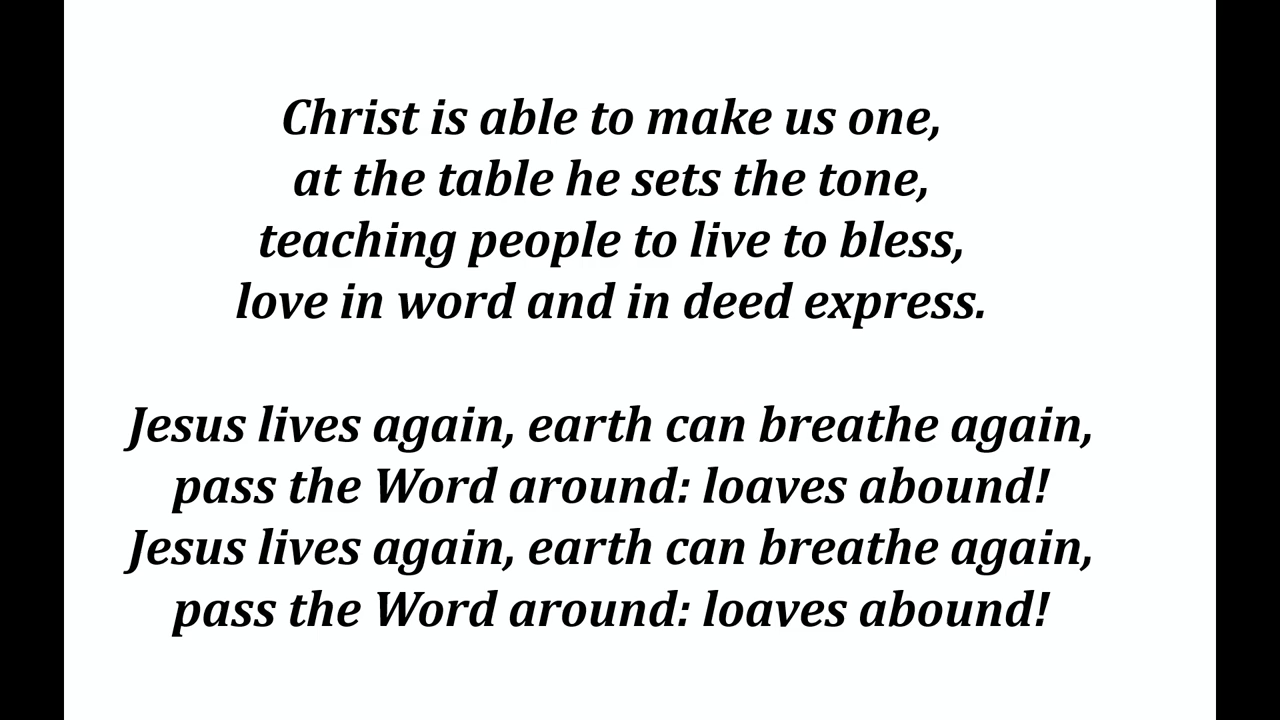 Christ is able to make us one,
at the table he sets the tone,
teaching people to live to bless,
love in word and in deed express.
Jesus lives again, earth can breathe again,
pass the Word around: loaves abound!
Jesus lives again, earth can breathe again,
pass the Word around: loaves abound!